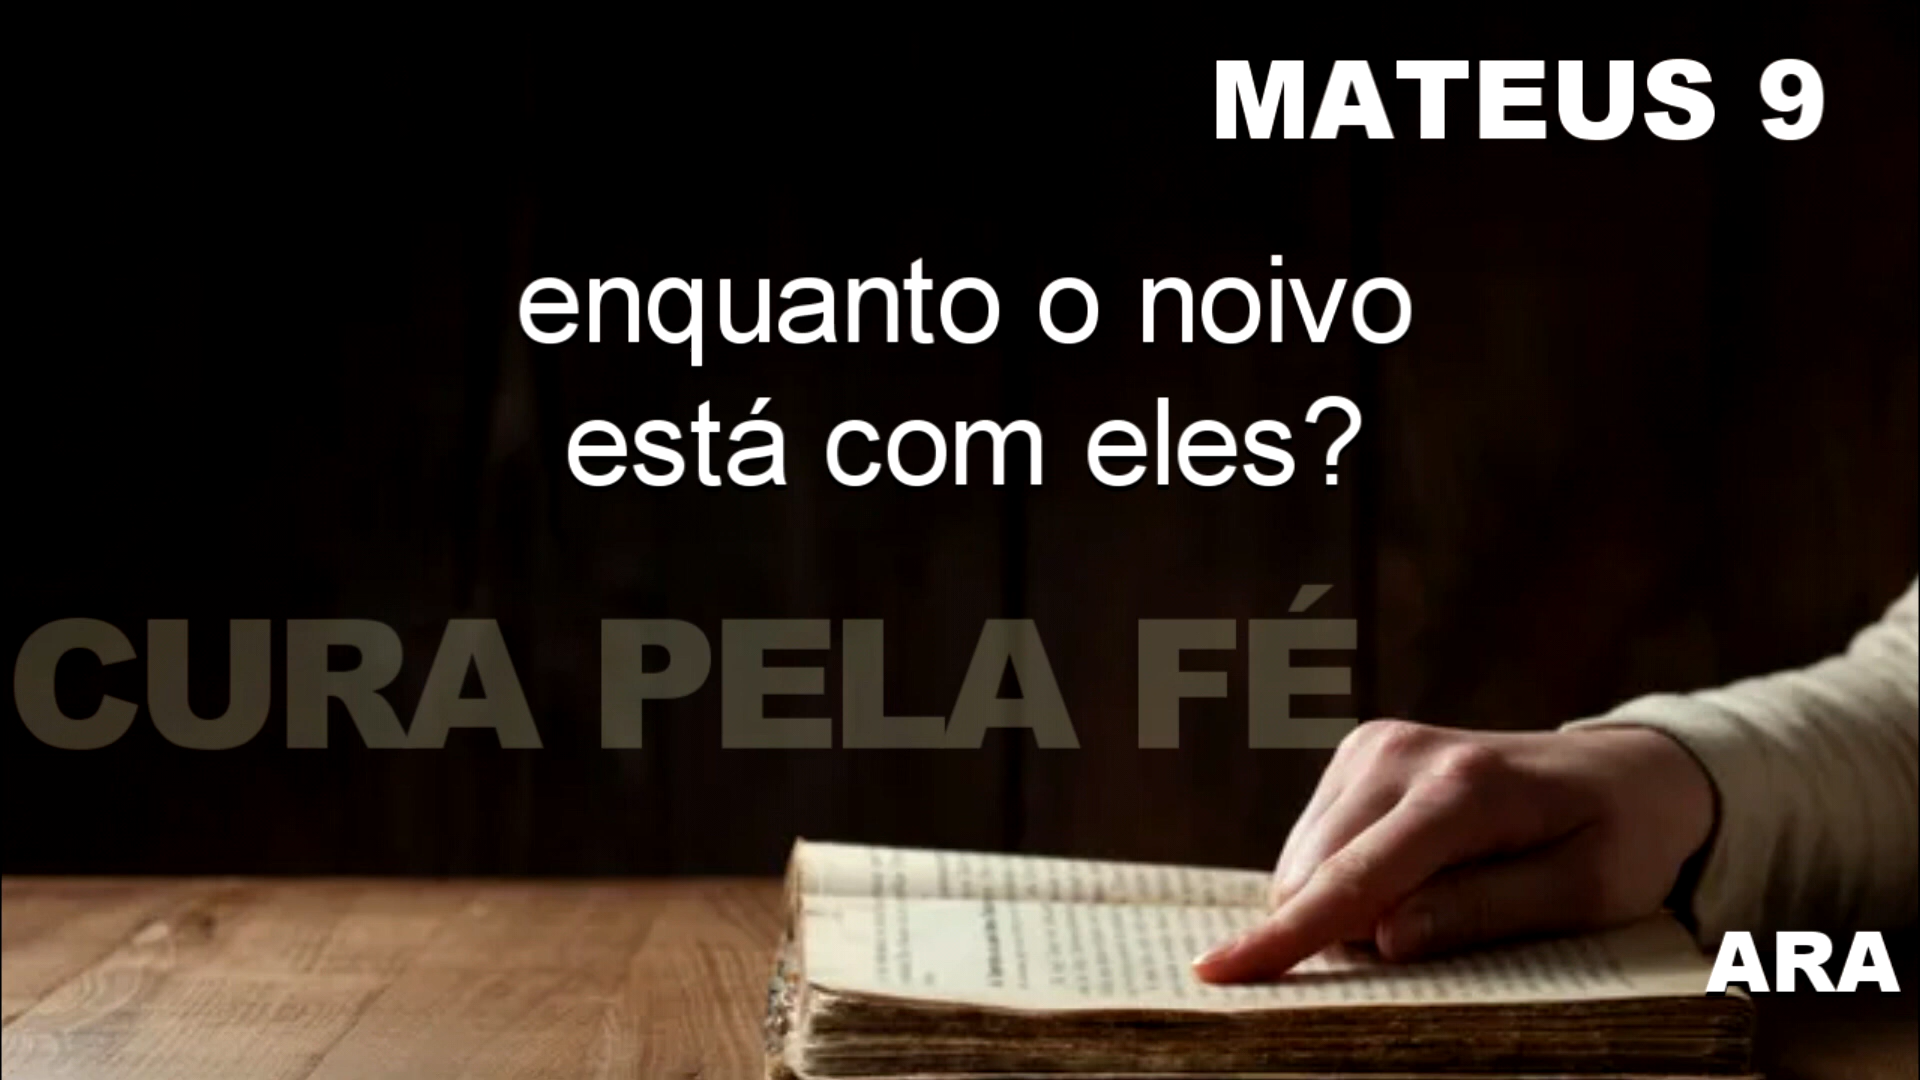 MATEUS 9
enquanto o noivo
está com eles?
CURA PELA FÉ
ARA